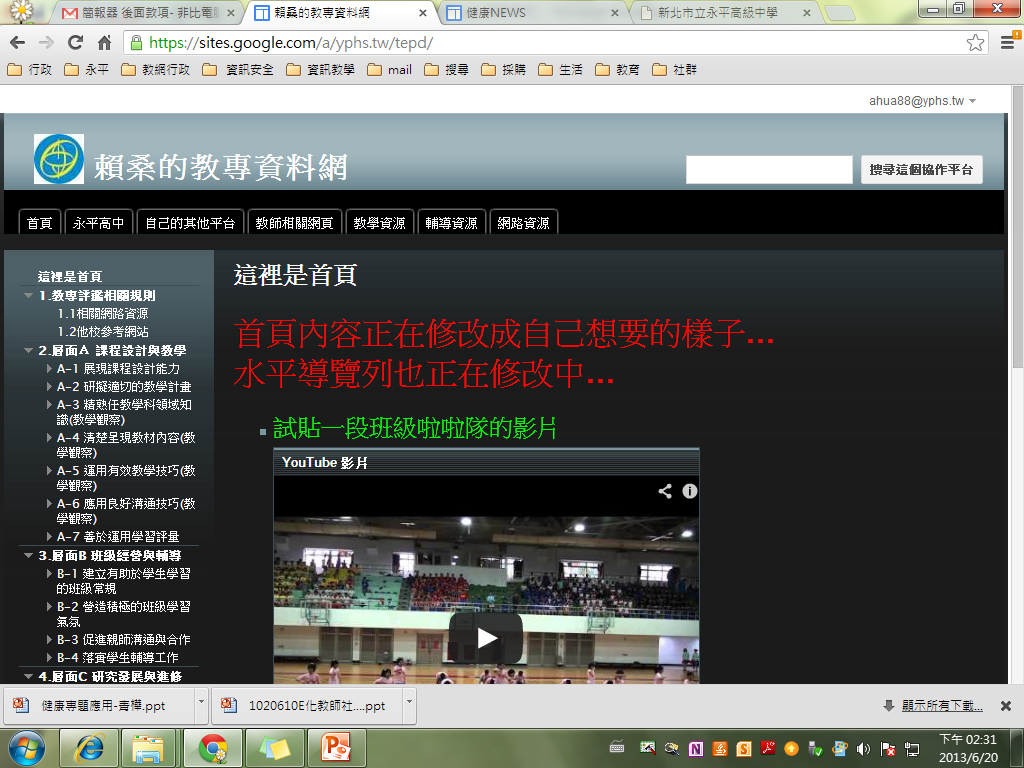 簡報器 後面款項- 非比電腦
賴桑的教專資料網
健康NEWS
新北市立永平高級中學
https://sites.google.com/a/yphs.tw/tepd/
行政 永平 教網行政 資訊安全 資訊教學 mail 搜尋 採購 生活 教育 社群
ahua88@yphs.tw
賴桑的教專資料網
搜尋這個協作平台
首頁 永平高中 自己的其他平台 教師相關網頁 教學資源 輔導資源 網路資源
這裡是首頁
1.教專評鑑相關規則
1.1相關網路資源
1.2他校參考網站
2.層面A 課程設計與教學
A-1 展現課程設計能力
A-2 研擬適切的教學計畫
A-3 精熟任教學科領域知
識(教學觀察)
A-4 清楚呈現教材內容(教
學觀察)
A-5 運用有效教學技巧(教
學觀察)
A-6 應用良好溝通技巧(教
學觀察)
A-7 善於運用學習評量
3.層面B 班級經營與輔導
B-1 建立有助於學生學習
的班級常規
B-2 營造積極的班級學習
氣氛
B-3 促進親師溝通與合作
B-4 落實學生輔導工作
4.層面C 研究發展與進修
這裡是首頁
首頁內容正在修改成自己想要的樣子...
水平導覽列也正在修改中...
試貼一段班級啦啦隊的影片
YouTube 影片
健康專題應用-青樺.ppt
1020610E化教師社....ppt
顯示所有下載...
下午 02:31
2013/6/20